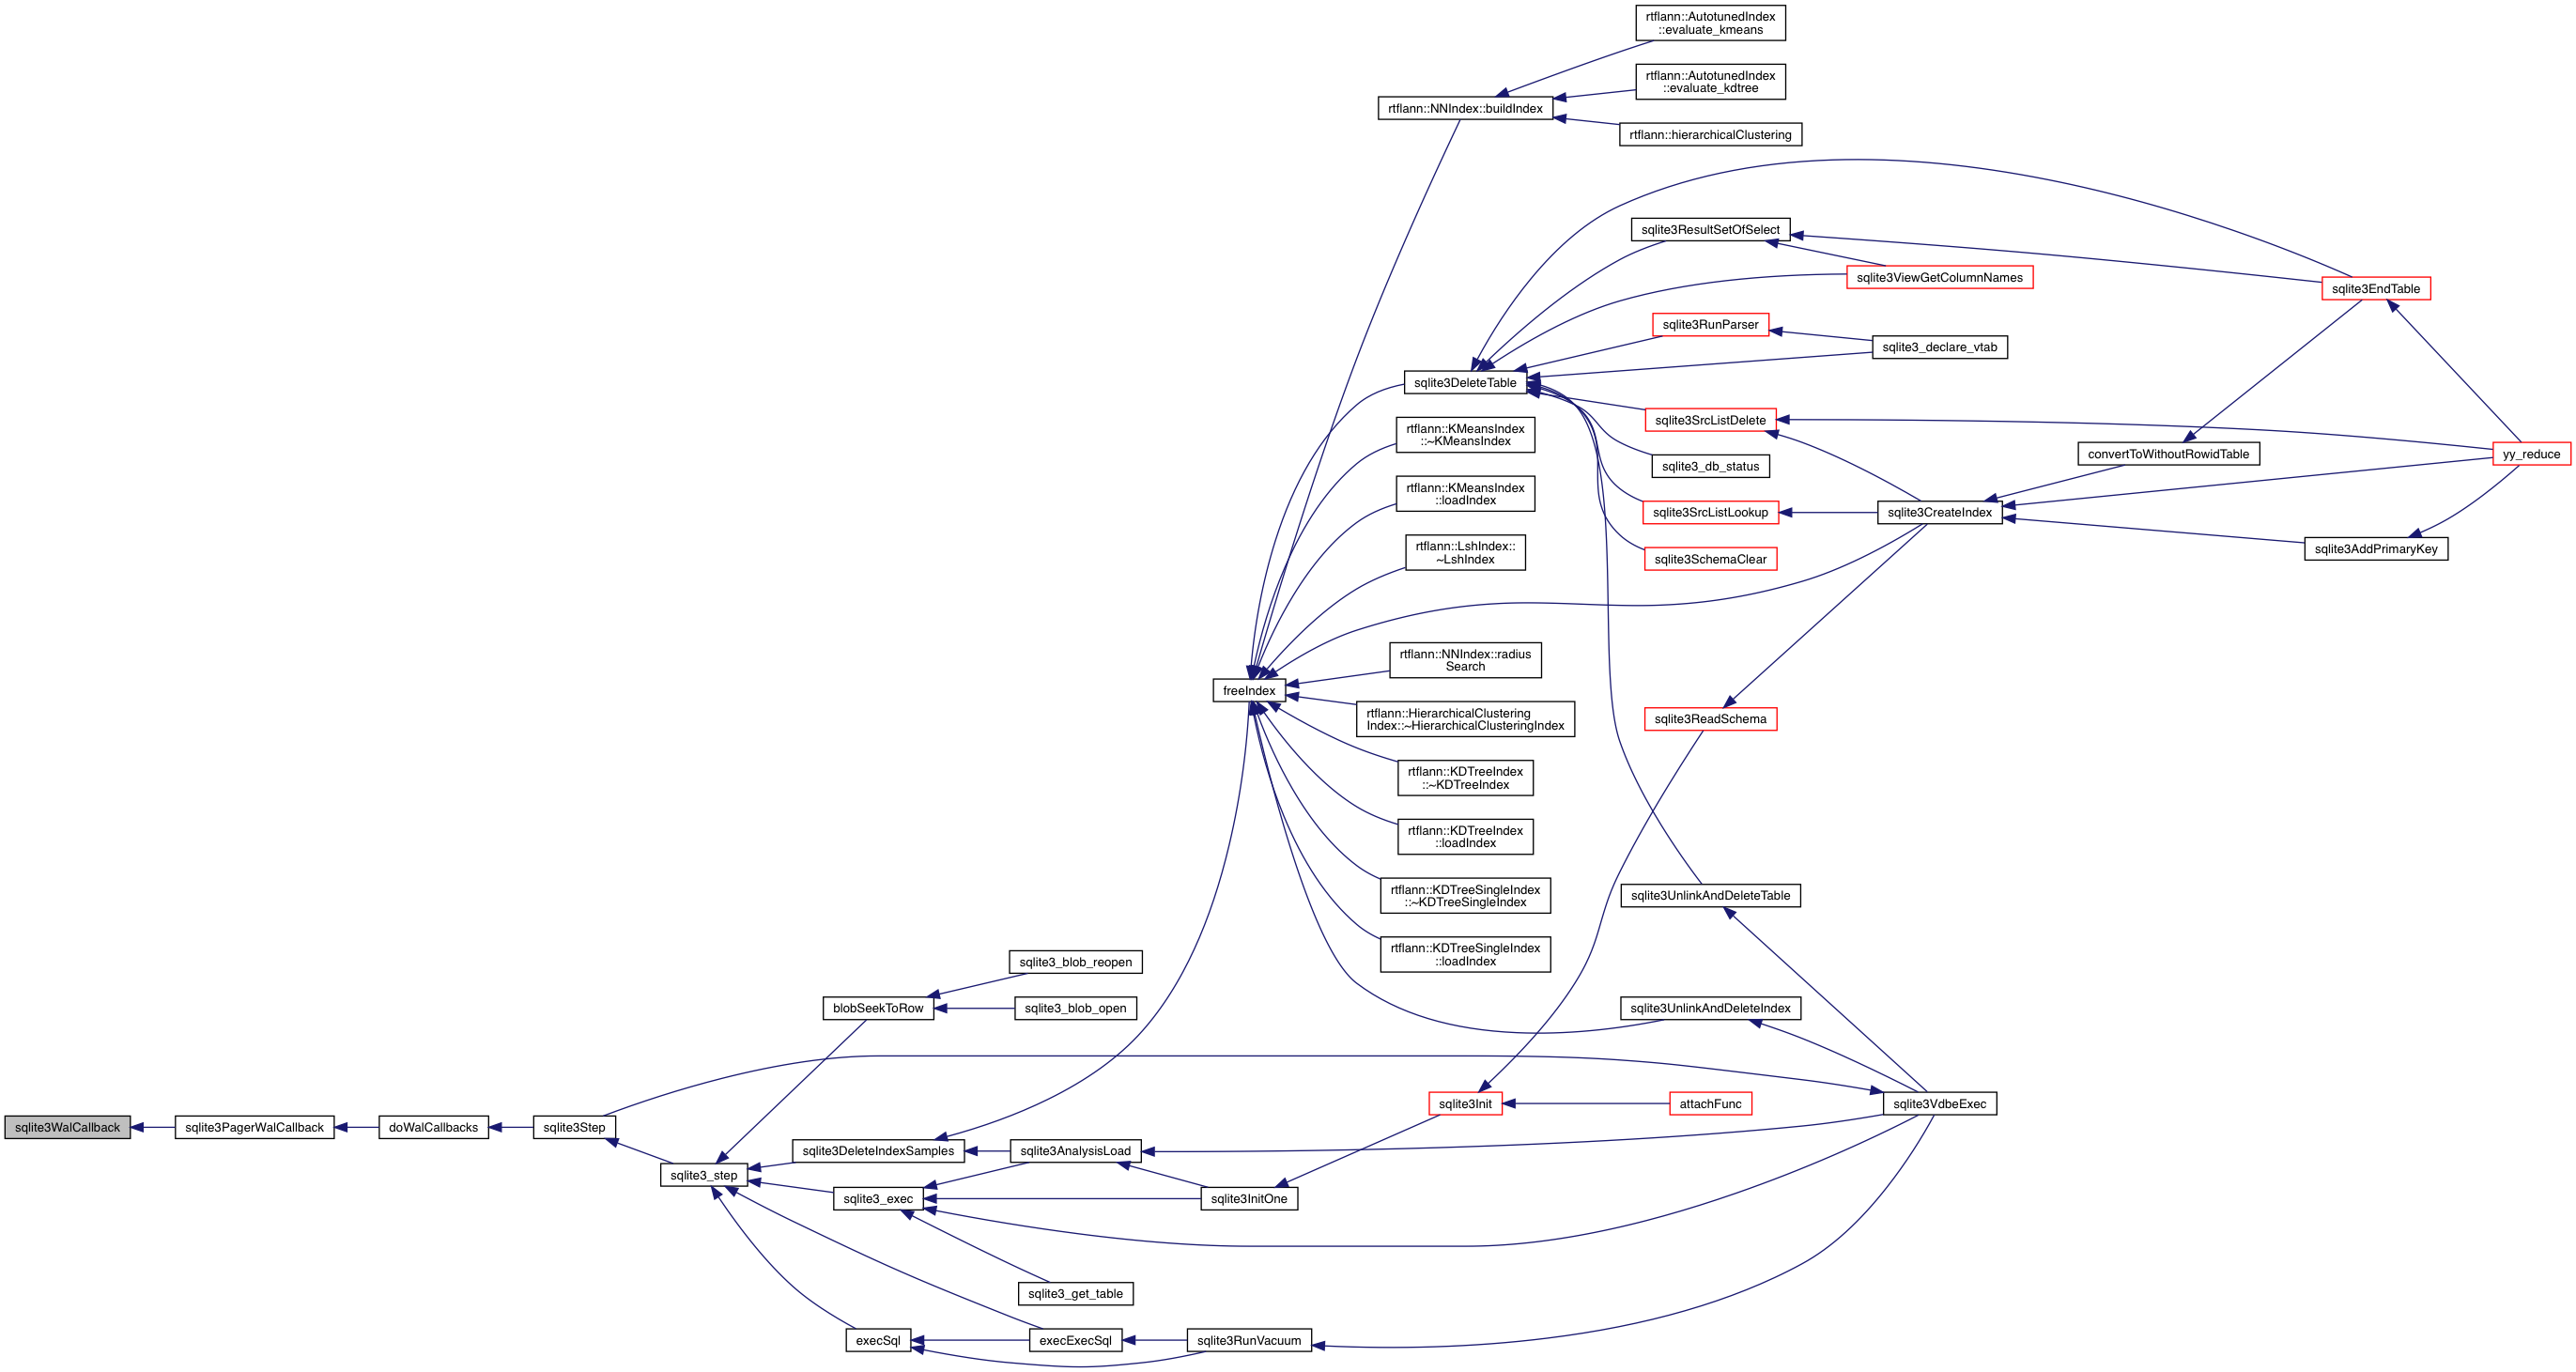 rtflann::AutotunedIndex
::evaluate_kmeans
rtflann::AutotunedIndex
::evaluate_kdtree
rtflann::NNIndex::buildIndex
rtflann::hierarchicalClustering
sqlite3ResultSetOfSelect
sqlite3ViewGetColumnNames
sqlite3EndTable
sqlite3RunParser
sqlite3_declare_vtab
sqlite3DeleteTable
sqlite3SrcListDelete
rtflann::KMeansIndex
::~KMeansIndex
convertToWithoutRowidTable
yy_reduce
sqlite3_db_status
rtflann::KMeansIndex
::loadIndex
sqlite3SrcListLookup
sqlite3CreateIndex
sqlite3AddPrimaryKey
rtflann::LshIndex::
~LshIndex
sqlite3SchemaClear
rtflann::NNIndex::radius
Search
freeIndex
rtflann::HierarchicalClustering
Index::~HierarchicalClusteringIndex
sqlite3ReadSchema
rtflann::KDTreeIndex
::~KDTreeIndex
rtflann::KDTreeIndex
::loadIndex
rtflann::KDTreeSingleIndex
::~KDTreeSingleIndex
sqlite3UnlinkAndDeleteTable
rtflann::KDTreeSingleIndex
::loadIndex
sqlite3_blob_reopen
blobSeekToRow
sqlite3_blob_open
sqlite3UnlinkAndDeleteIndex
sqlite3Init
attachFunc
sqlite3VdbeExec
sqlite3WalCallback
sqlite3PagerWalCallback
doWalCallbacks
sqlite3Step
sqlite3DeleteIndexSamples
sqlite3AnalysisLoad
sqlite3_step
sqlite3_exec
sqlite3InitOne
sqlite3_get_table
execSql
execExecSql
sqlite3RunVacuum